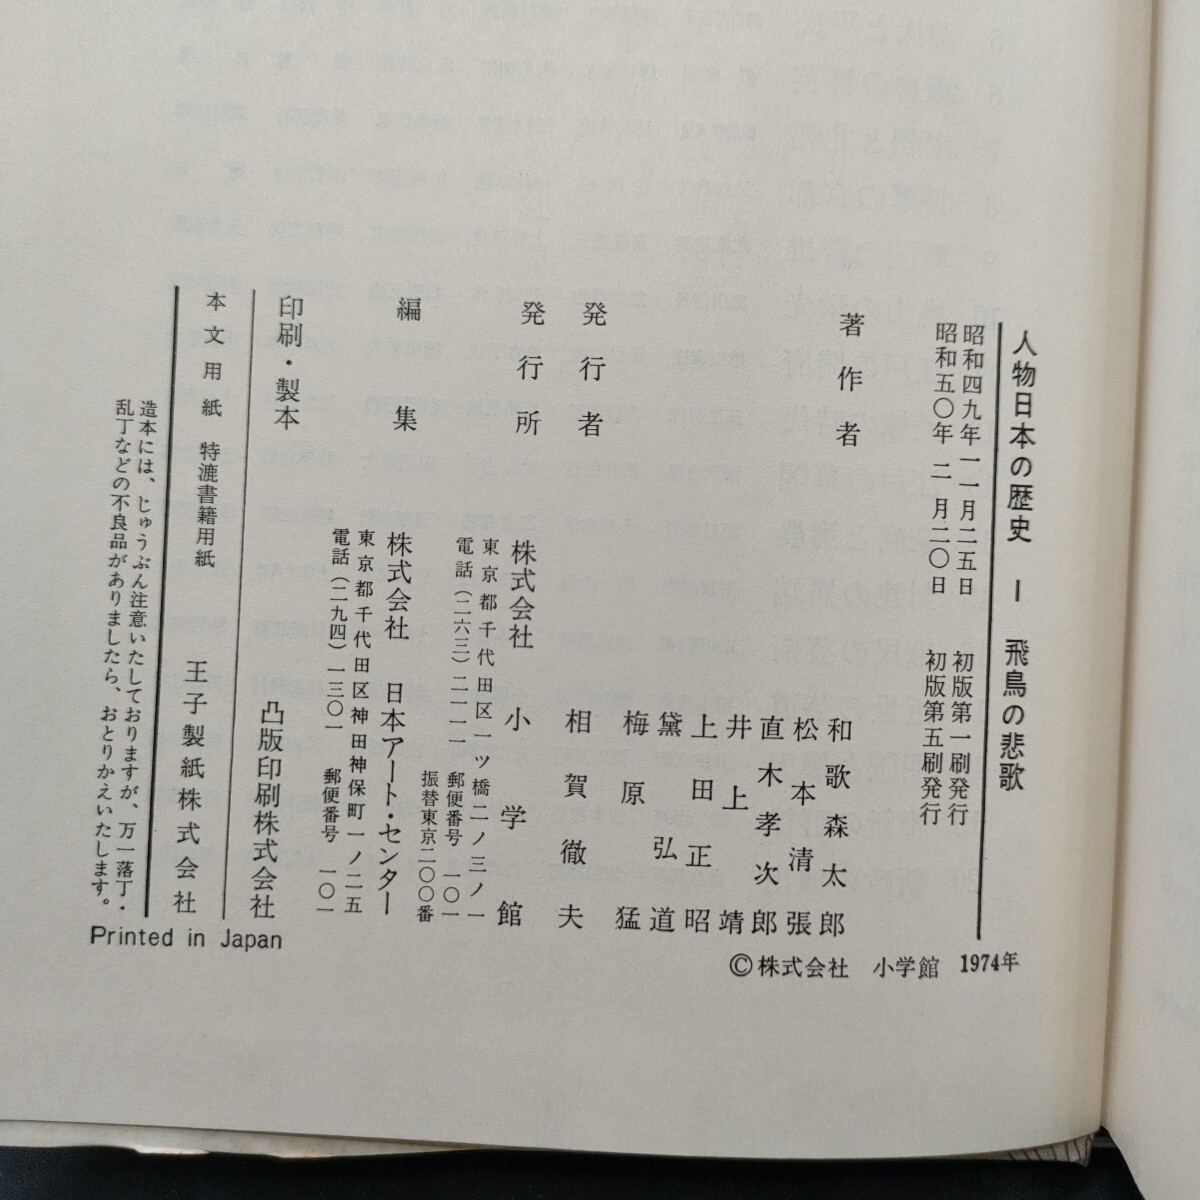 人物日本の歴史 1 飛鳥の悲歌
昭和四九年一一月二五日 初版第一刷発行
昭和五〇年 二 月二〇日 初版第五刷発行
著作者
和歌森太郎
松本清張
直木孝次郎
井上靖
上田正昭
黛弘道
梅原猛
発行者 相賀徹夫
発行所 株式会社 小学館
東京都千代田区一ツ橋二ノ三ノ一
電話(二六三)二一一一 郵便番号 一〇一
振替東京二〇〇番
編集 株式会社 日本アート・センター
東京都千代田区神田神保町一ノ二五
電話(二九四)一三〇一 郵便番号 一〇一
印刷・製本 凸版印刷株式会社
本文用紙 特漉書籍用紙 王子製紙株式会社
造本には、じゅうぶん注意いたしておりますが、万一落丁・
乱丁などの不良品がありましたら、おとりかえいたします。
Printed in Japan
©株式会社 小学館 1974年